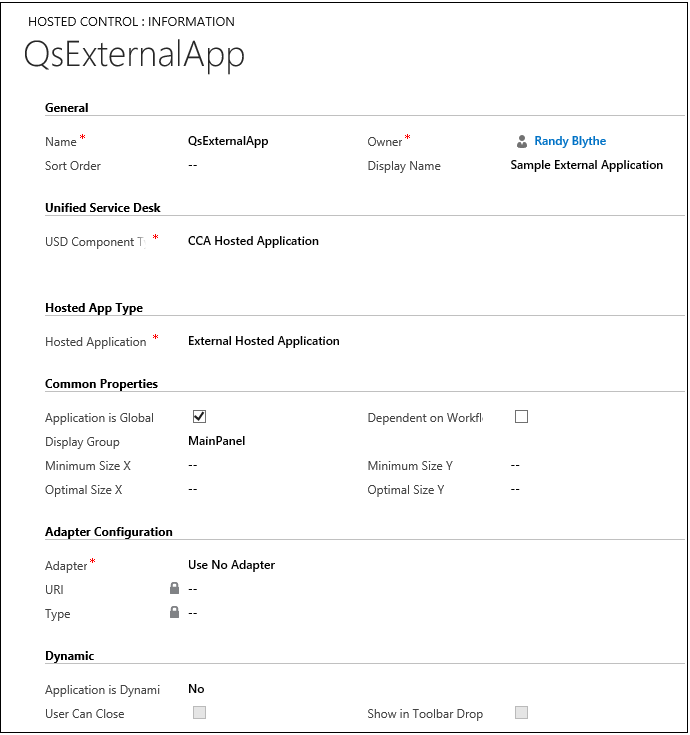 HOSTED CONTROL : INFORMATION
QsExternalApp
General
Name * QsExternalApp Owner * Randy Blythe
Sort Order -- Display Name Sample External Application
Unified Service Desk
USD Component T * CCA Hosted Application
Hosted App Type
Hosted Application * External Hosted Application
Common Properties
Application is Global Dependent on Workfl
Display Group MainPanel
Minimum Size X -- Minimum Size Y --
Optimal Size X -- Optimal Size Y --
Adapter Configuration
Adapter * Use No Adapter
URI --
Type --
Dynamic
Application is Dynami No
User Can Close Show in Toolbar Drop